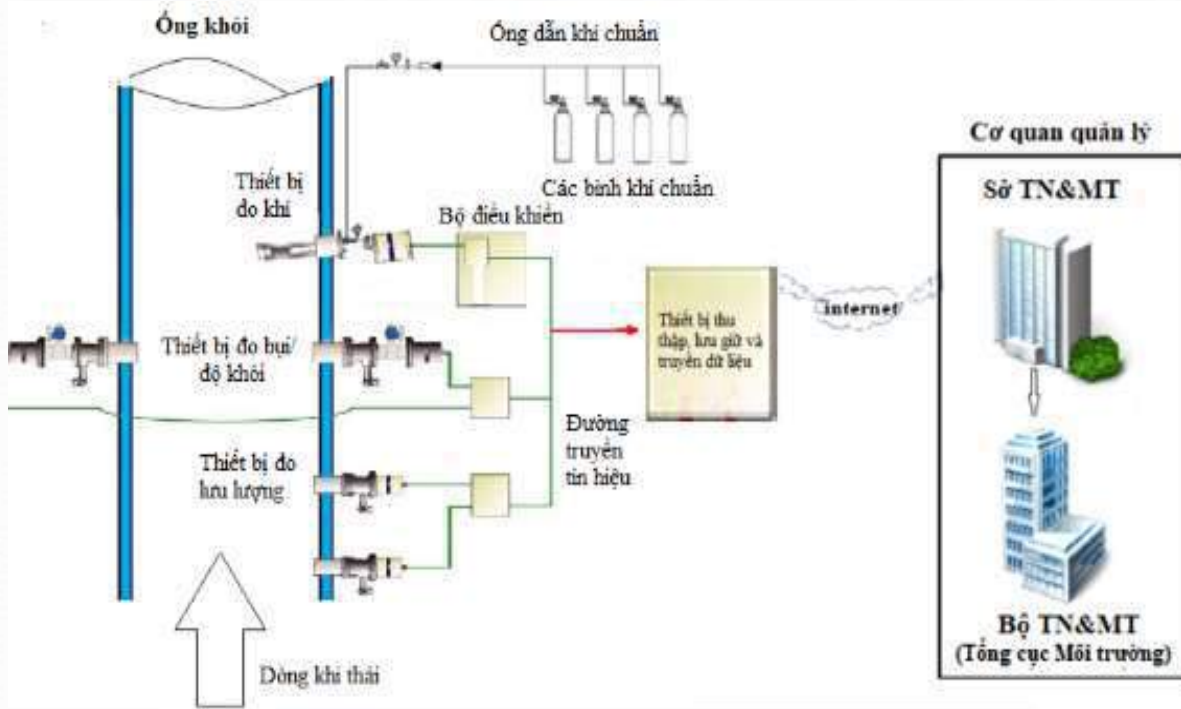 Ống khói
Ống dẫn khí chuẩn
Các bình khí chuẩn
Thiết bị
đo khí
Bộ điều khiển
Thiết bị đo bụi/
độ khói
Thiết bị đo
lưu lượng
Đường
truyền
tín hiệu
Dòng khí thải
Thiết bị thu
thập, lưu giữ và
truyền dữ liệu
internet
Cơ quan quản lý
Sở TN&MT
Bộ TN&MT
(Tổng cục Môi trường)